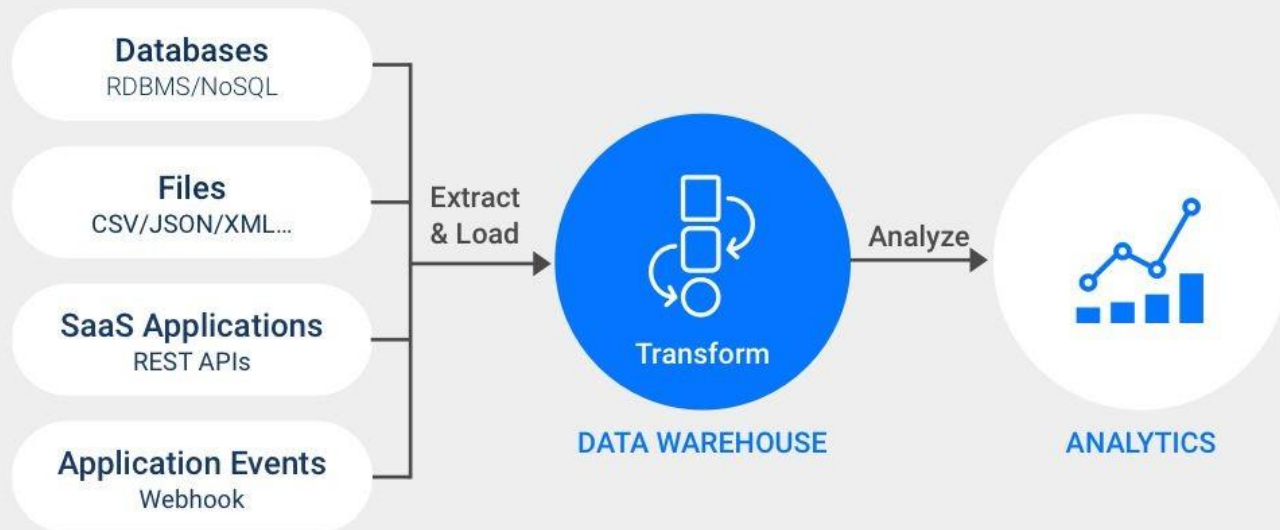 Databases
RDBMS/NoSQL
Files
CSV/JSON/XML...
SaaS Applications
REST APIs
Application Events
Webhook
Extract
& Load
Transform
DATA WAREHOUSE
Analyze
ANALYTICS